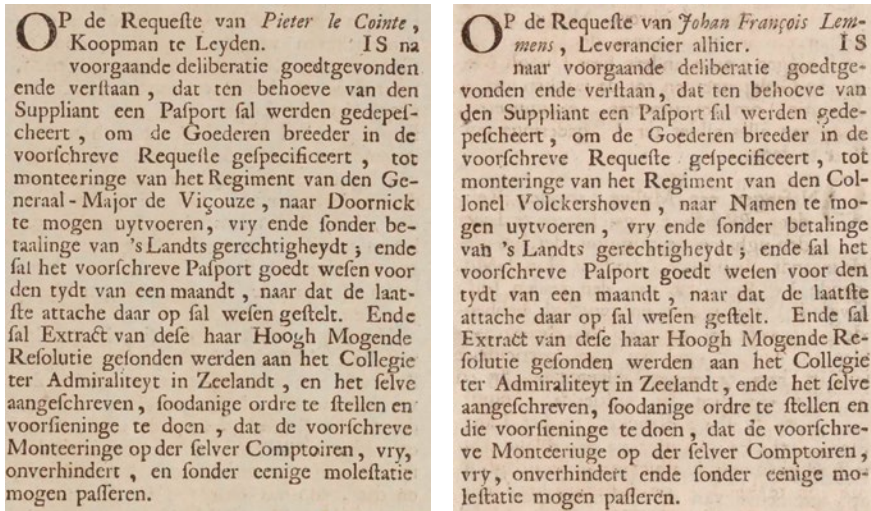 OP de Requeſte van Pieter le Cointe,
Koopman te Leyden. IS na
voorgaande deliberatie goedtgevonden
ende verſtaan, dat ten behoeve van den
Suppliant een Paſport ſal werden gedepeſ-
cheert, om de Goederen breeder in de
voorſchreve Requeſte geſpecificeert, tot
monteeringe van het Regiment van den Ge-
neraal-Major de Viçouze, naar Doornick
te mogen uytvoeren, vry ende ſonder be-
taalinge van 's Landts gerechtigheydt; ende
ſal het voorſchreve Paſport goedt weſen voor
den tydt van een maandt, naar dat de laat-
ſte attache daar op ſal weſen geſtelt. Ende
ſal Extract van deſe haar Hoogh Mogende
Reſolutie geſonden werden aan het Collegie
ter Admiraliteyt in Zeelandt, en het ſelve
aangeſchreven, ſoodanige ordre te ſtellen en
voorſieninge te doen, dat de voorſchreve
Monteeringe op der ſelver Comptoiren, vry,
onverhindert, en ſonder eenige moleſtatie
mogen paſſeren.
OP de Requeſte van Johan François Lem-
mens, Leverancier alhier. IS
naar voorgaande deliberatie goedtge-
vonden ende verſtaan, dat ten behoeve van
den Suppliant een Paſport ſal werden gede-
peſcheert, om de Goederen breeder in de
voorſchreve Requeſte geſpecificeert, tot
monteringe van het Regiment van den Col-
lonel Volckershoven, naar Namen te mo-
gen uytvoeren, vry ende ſonder betalinge
van 's Landts gerechtigheydt; ende ſal het
voorſchreve Paſport goedt weſen voor den
tydt van een maandt, naar dat de laatſte
attache daar op ſal weſen geſtelt. Ende ſal
Extract van deſe haar Hoogh Mogende Re-
ſolutie geſonden werden aan het Collegie
ter Admiraliteyt in Zeelandt, ende het ſelve
aangeſchreven, ſoodanige ordre te ſtellen en
die voorſieninge te doen, dat de voorſchre-
ve Monteeriuge op der ſelver Comptoiren,
vry, onverhindert ende ſonder eenige mo-
leſtatie mogen paſſeren.